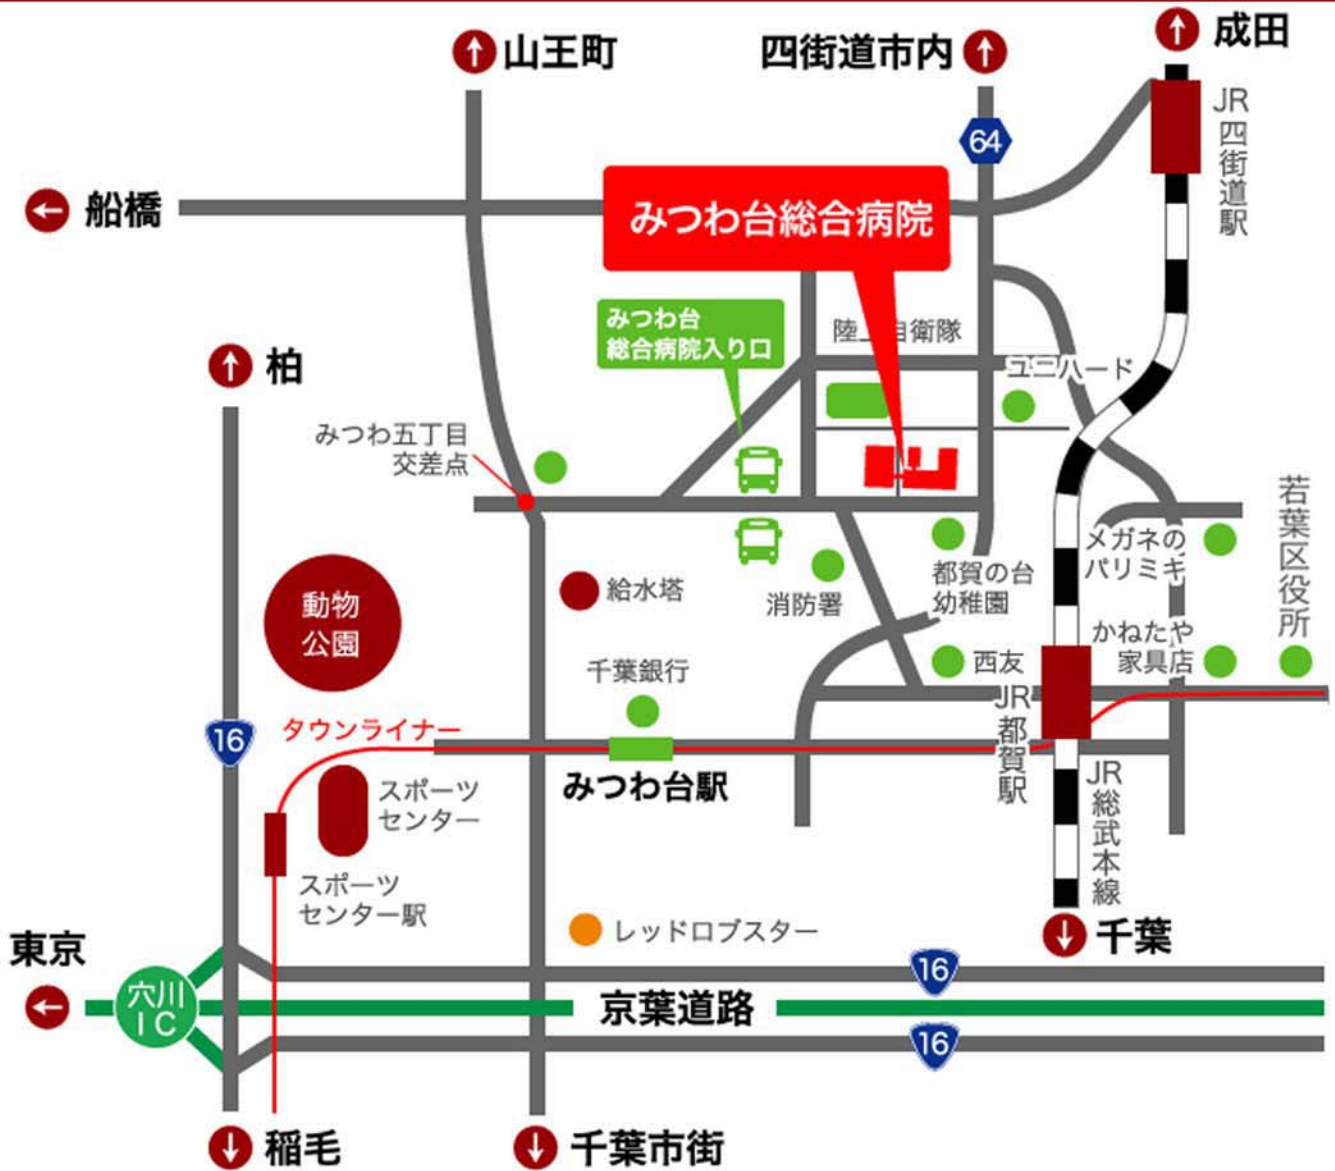 成田
山王町
四街道市内
JR四街道駅
64
船橋
みつわ台総合病院
みつわ台
総合病院入り口
陸上自衛隊
柏
ユニハード
みつわ五丁目
交差点
若葉区役所
メガネの
パリミキ
動物
公園
給水塔
消防署
都賀の台
幼稚園
かねたや
家具店
千葉銀行
西友
JR都賀駅
16
タウンライナー
みつわ台駅
スポーツ
センター
JR総武本線
スポーツ
センター駅
レッドロブスター
千葉
東京
16
穴川
IC
京葉道路
16
稲毛
千葉市街